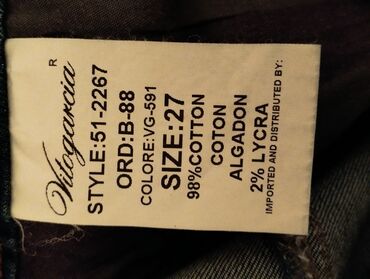 Vilogarcia ®
STYLE:51-2267
ORD:B-88
COLORE:VG-591
SIZE:27
98%COTTON
COTON
ALGADON
2% LYCRA
IMPORTED AND DISTRIBUTED BY: